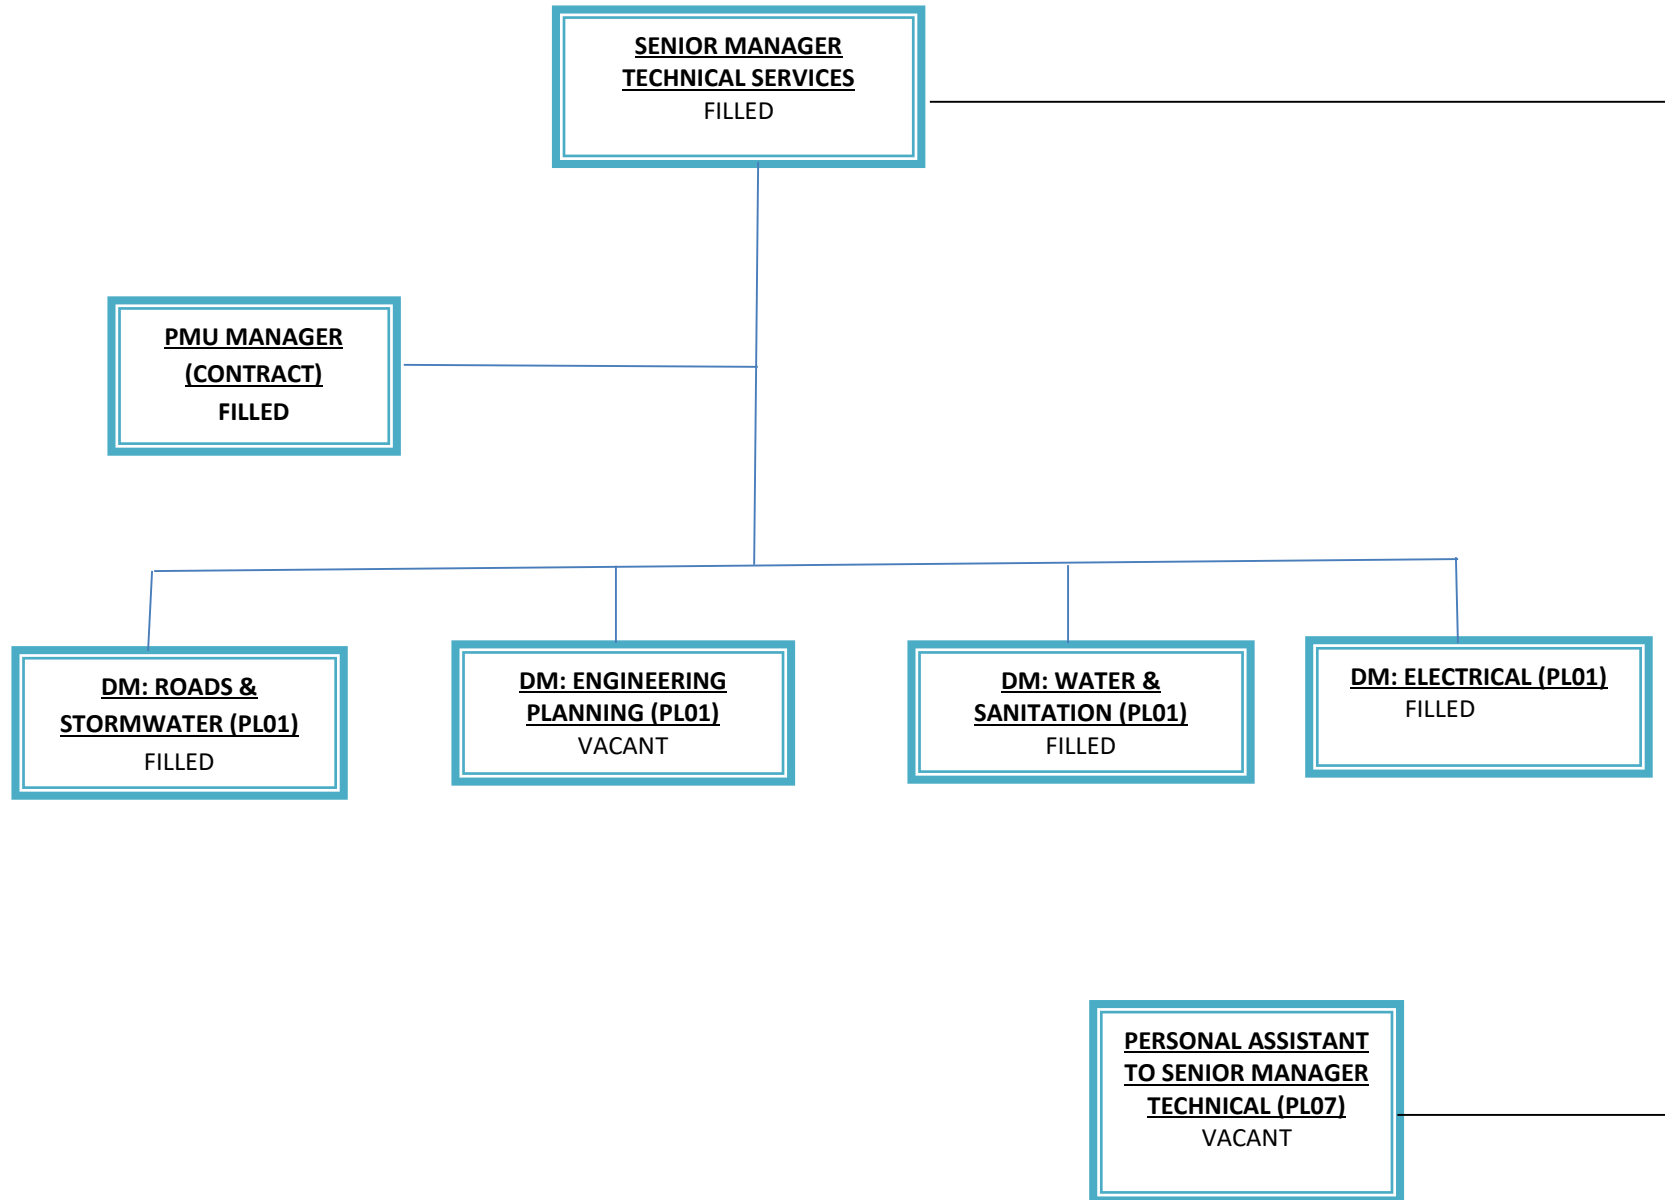 SENIOR MANAGER
TECHNICAL SERVICES
FILLED
PMU MANAGER
(CONTRACT)
FILLED
DM: ROADS &
STORMWATER (PL01)
FILLED
DM: ENGINEERING
PLANNING (PL01)
VACANT
DM: WATER &
SANITATION (PL01)
FILLED
DM: ELECTRICAL (PL01)
FILLED
PERSONAL ASSISTANT
TO SENIOR MANAGER
TECHNICAL (PL07)
VACANT